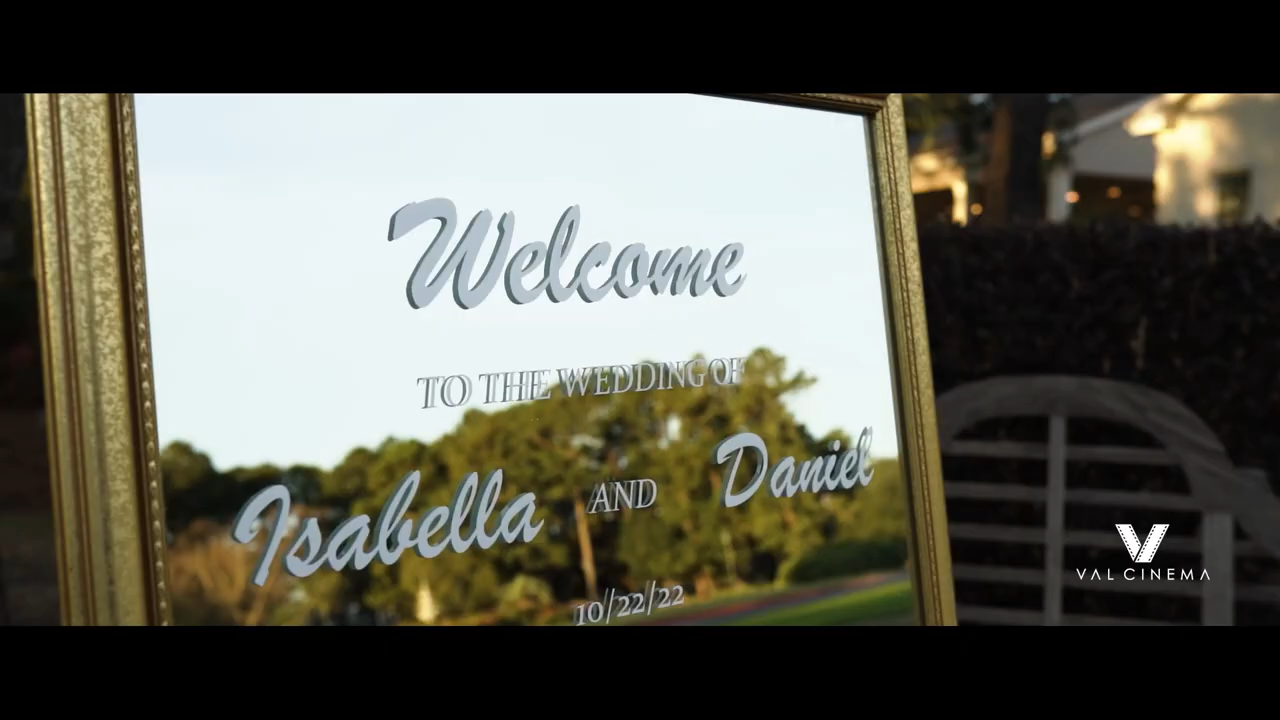 Welcome
TO THE WEDDING OF
Isabella AND Daniel
10/22/22
VAL CINEMA